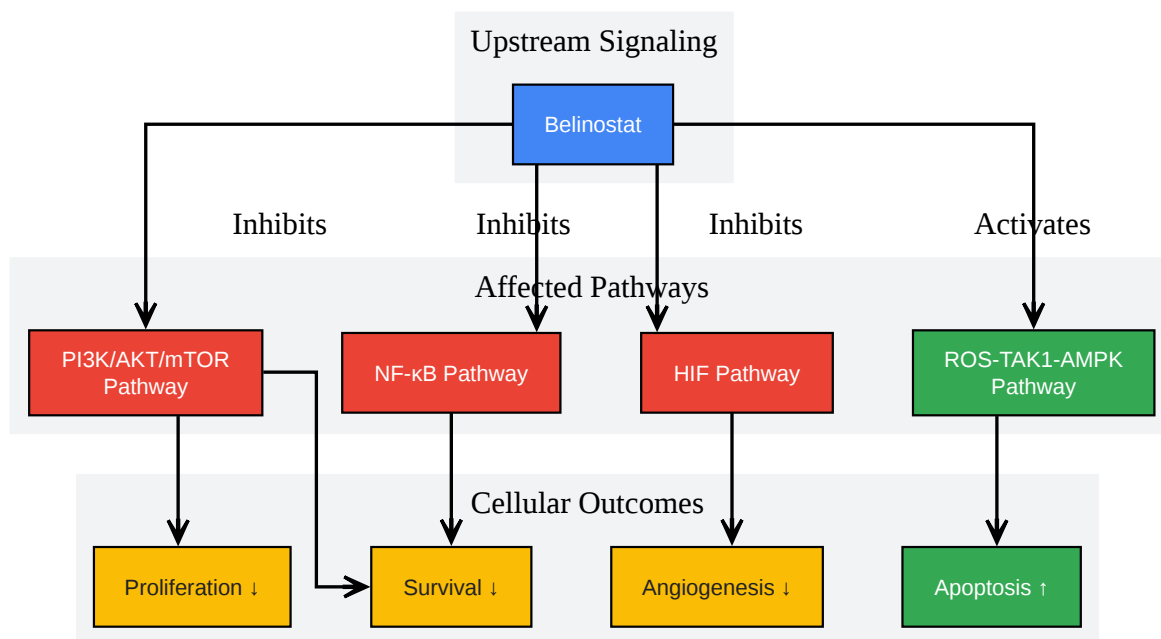 Upstream Signaling
Belinostat
Inhibits
Inhibits
Inhibits
Activates
Affected Pathways
PI3K/AKT/mTOR
Pathway
NF-κB Pathway
HIF Pathway
ROS-TAK1-AMPK
Pathway
Cellular Outcomes
Proliferation ↓
Survival ↓
Angiogenesis ↓
Apoptosis ↑